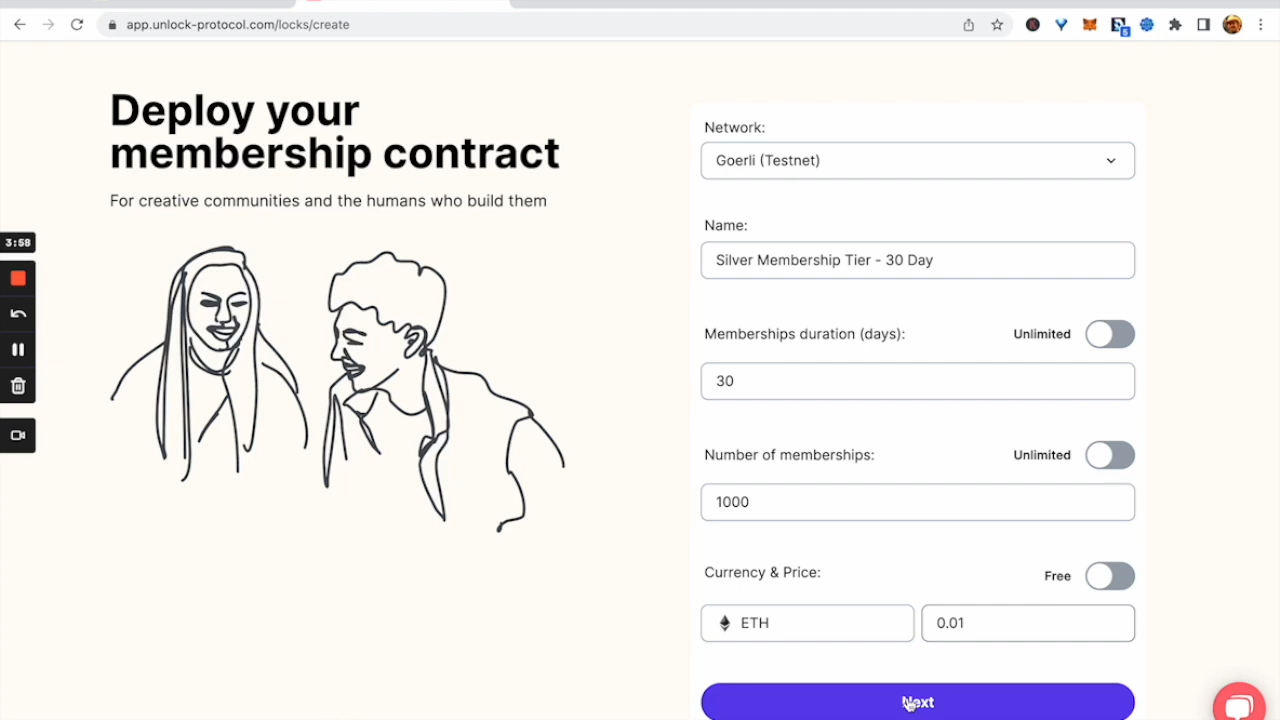 app.unlock-protocol.com/locks/create
5
Deploy your
membership contract
For creative communities and the humans who build them
3:58
Network:
Goerli (Testnet)
Name:
Silver Membership Tier - 30 Day
Memberships duration (days):
Unlimited
30
Number of memberships:
Unlimited
1000
Currency & Price:
Free
ETH
0.01
Next